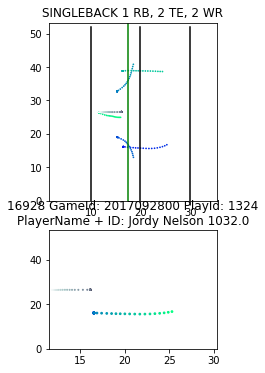 SINGLEBACK 1 RB, 2 TE, 2 WR
50
40
30
20
10
0
10 20 30
16928 GameId: 2017092800 PlayId: 1324
PlayerName + ID: Jordy Nelson 1032.0
40
20
0
15 20 25 30